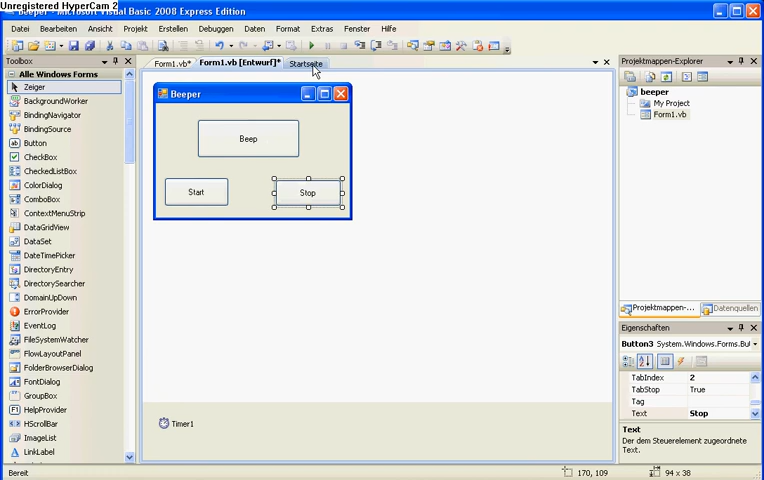 Unregistered HyperCam 2
Beeper - Microsoft Visual Basic 2008 Express Edition
Datei Bearbeiten Ansicht Projekt Erstellen Debuggen Daten Format Extras Fenster Hilfe
Toolbox
Alle Windows Forms
Zeiger
BackgroundWorker
BindingNavigator
BindingSource
Button
CheckBox
CheckedListBox
ColorDialog
ComboBox
ContextMenuStrip
DataGridView
DataSet
DateTimePicker
DirectoryEntry
DirectorySearcher
DomainUpDown
ErrorProvider
EventLog
FileSystemWatcher
FlowLayoutPanel
FolderBrowserDialog
FontDialog
GroupBox
HelpProvider
HScrollBar
ImageList
LinkLabel
Form1.vb* Form1.vb [Entwurf]* Startseite
Beeper
Beep
Start Stop
Timer1
Projektmappen-Explorer
beeper
My Project
Form1.vb
Projektmappen-... Datenquellen
Eigenschaften
Button3 System.Windows.Forms.Bu
TabIndex 2
TabStop True
Tag
Text Stop
Text
Der dem Steuerelement zugeordnete
Text.
Bereit 170, 109 94 x 38